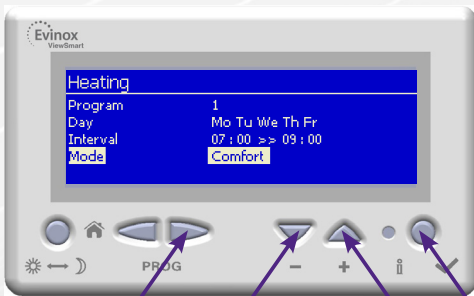 Evinox
ViewSmart
Heating
Program 1
Day Mo Tu We Th Fr
Interval 07:00 >> 09:00
Mode Comfort
PROG - + i